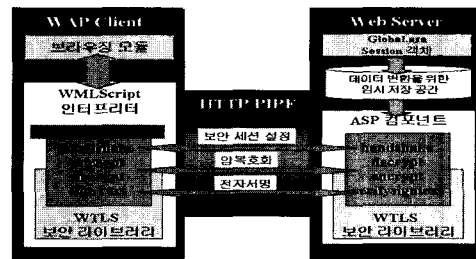 WAP Client
브라우징 모듈
WMLScript
인터프리터
WTLS
보안 라이브러리
HTTP PIPE
보안 세션 설정
암복호화
전자서명
Web Server
Global.asa
Session 객체
데이터 변환을 위한
임시 저장 공간
ASP 컴포넌트
handshake
decrypt
encrypt
WTLS
보안 라이브러리